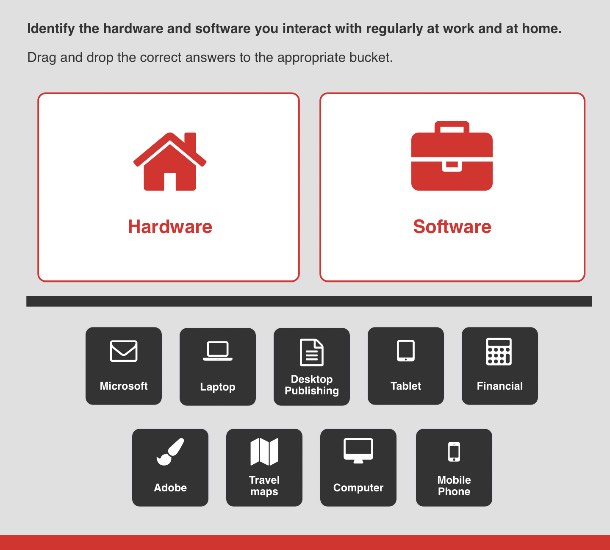 Identify the hardware and software you interact with regularly at work and at home.
Drag and drop the correct answers to the appropriate bucket.
Hardware
Software
Microsoft
Laptop
Desktop
Publishing
Tablet
Financial
Adobe
Travel
maps
Computer
Mobile
Phone